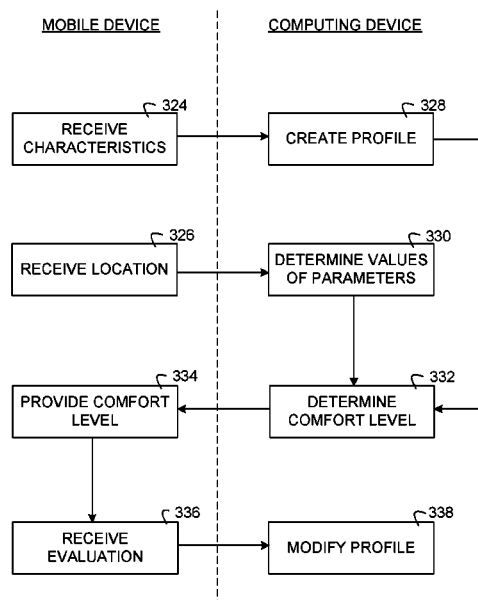 MOBILE DEVICE
COMPUTING DEVICE
324
RECEIVE
CHARACTERISTICS
328
CREATE PROFILE
326
RECEIVE LOCATION
330
DETERMINE VALUES
OF PARAMETERS
334
PROVIDE COMFORT
LEVEL
332
DETERMINE
COMFORT LEVEL
336
RECEIVE
EVALUATION
338
MODIFY PROFILE